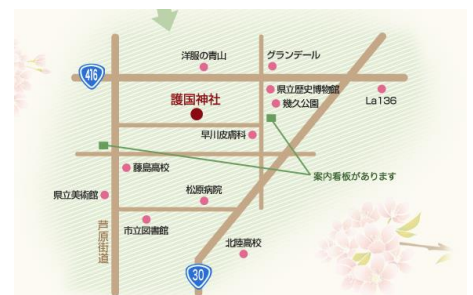 洋服の青山
グランデール
416
県立歴史博物館
護国神社
幾久公園
La136
早川皮膚科
藤島高校
案内看板があります
県立美術館
松原病院
芦原街道
市立図書館
北陸高校
30